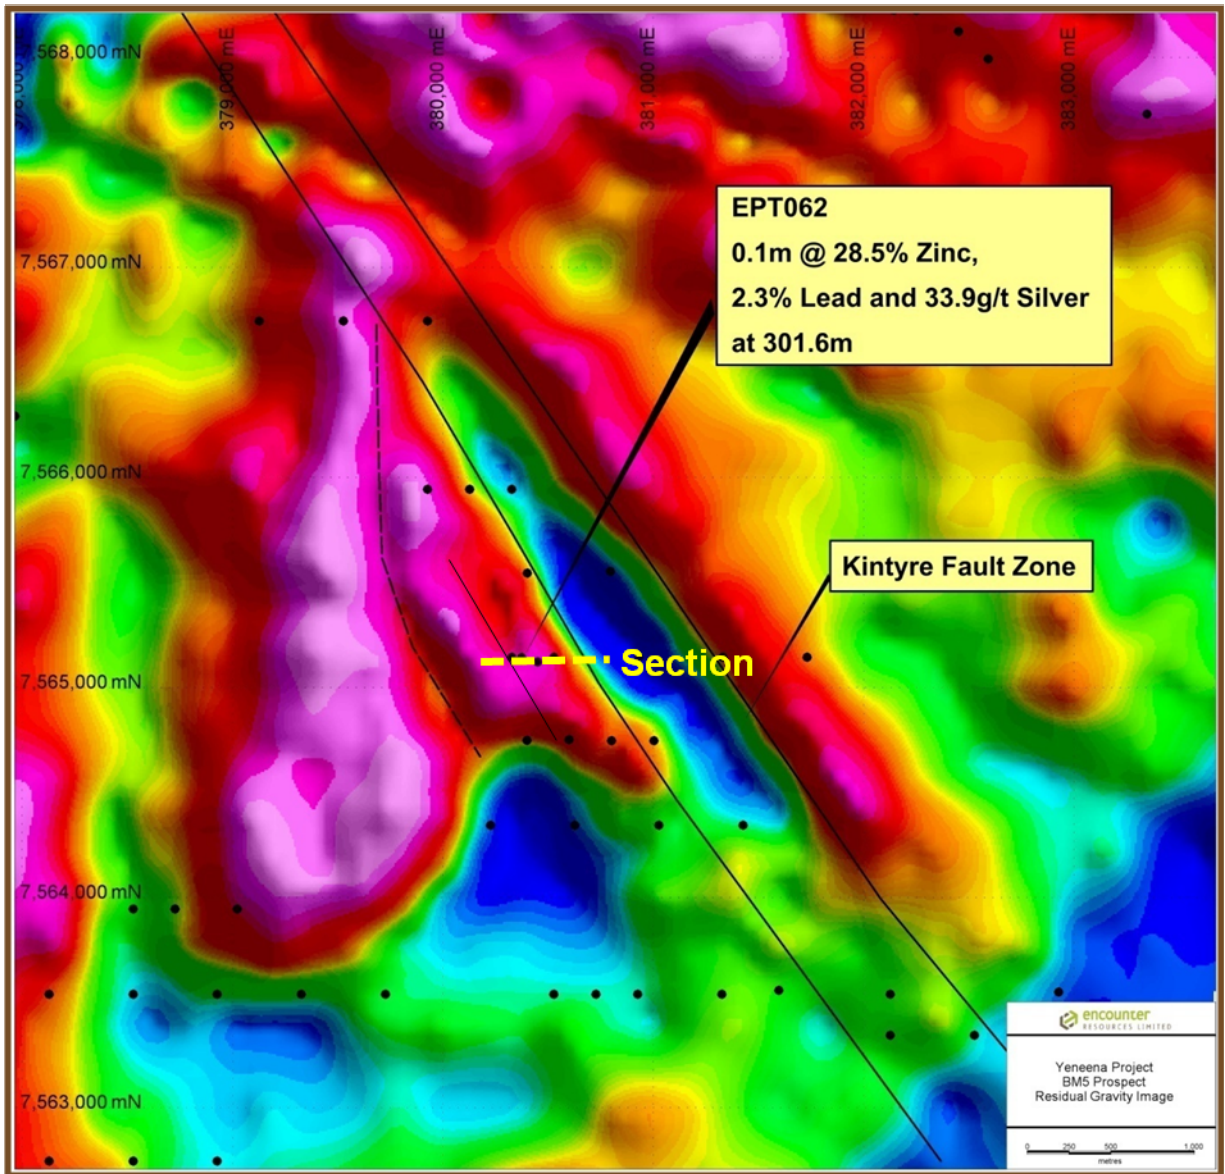 379,000 mE
380,000 mE
381,000 mE
382,000 mE
383,000 mE
7,567,000 mN
7,566,000 mN
7,565,000 mN
7,564,000 mN
7,563,000 mN
EPT062
0.1m @ 28.5% Zinc,
2.3% Lead and 33.9g/t Silver
at 301.6m
Kintyre Fault Zone
Section
encounter
RESOURCES LIMITED
Yeneena Project
BM5 Prospect
Residual Gravity Image
0 250 500 1,000
metres